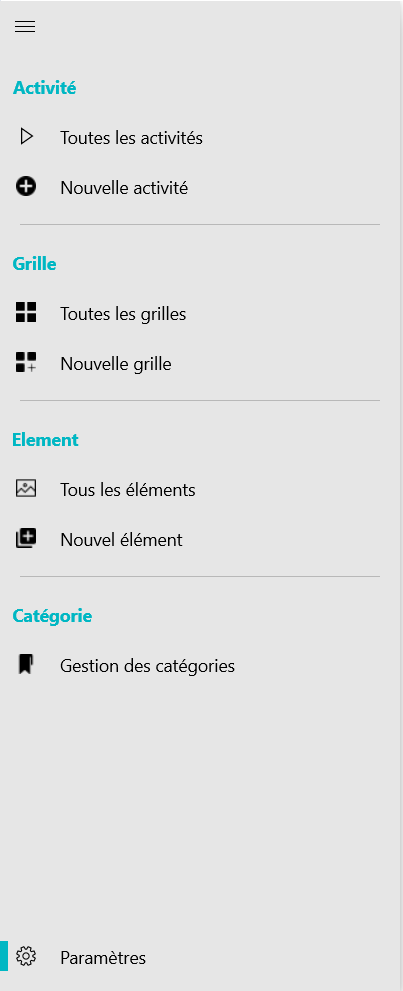 Activité
Toutes les activités
Nouvelle activité
Grille
Toutes les grilles
Nouvelle grille
Element
Tous les éléments
Nouvel élément
Catégorie
Gestion des catégories
Paramètres